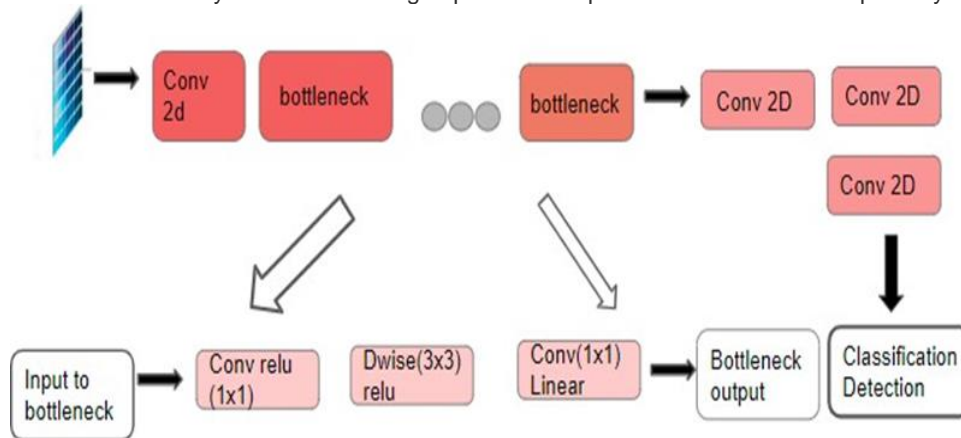 Conv
2d
bottleneck
bottleneck
Conv 2D
Conv 2D
Conv 2D
Input to
bottleneck
Conv relu
(1x1)
Dwise(3x3)
relu
Conv(1x1)
Linear
Bottleneck
output
Classification
Detection